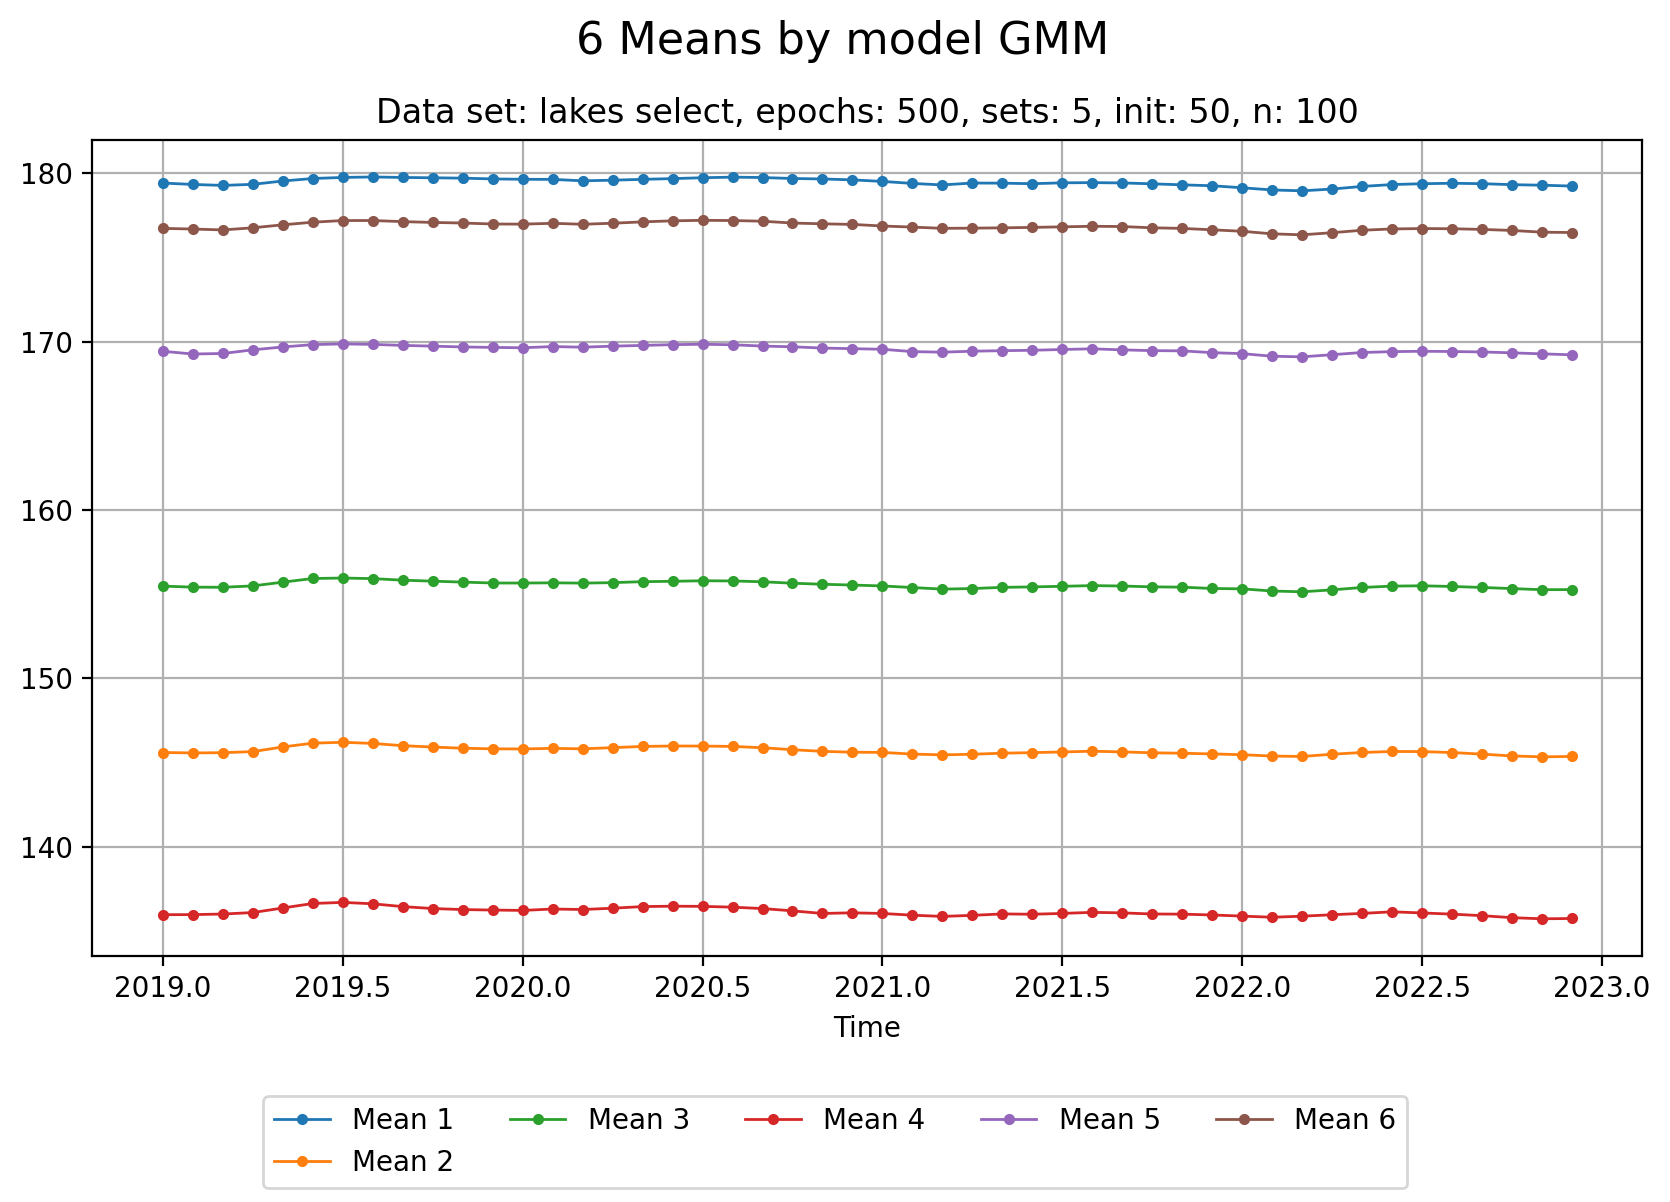 6 Means by model GMM
Data set: lakes select, epochs: 500, sets: 5, init: 50, n: 100
180
170
160
150
140
2019.0 2019.5 2020.0 2020.5 2021.0 2021.5 2022.0 2022.5 2023.0
Time
Mean 1 Mean 3 Mean 4 Mean 5 Mean 6
Mean 2